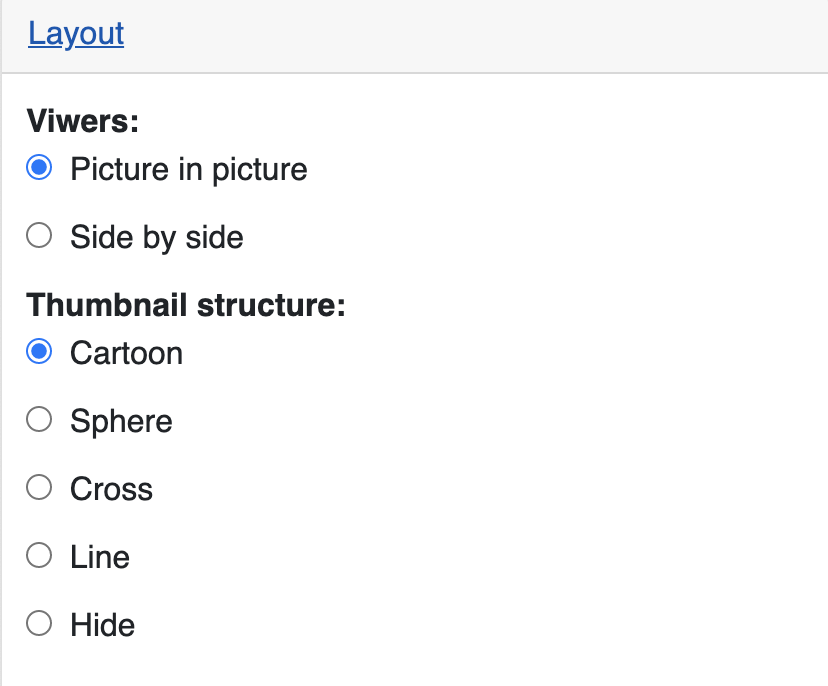 Layout
Viwers:
Picture in picture
Side by side
Thumbnail structure:
Cartoon
Sphere
Cross
Line
Hide